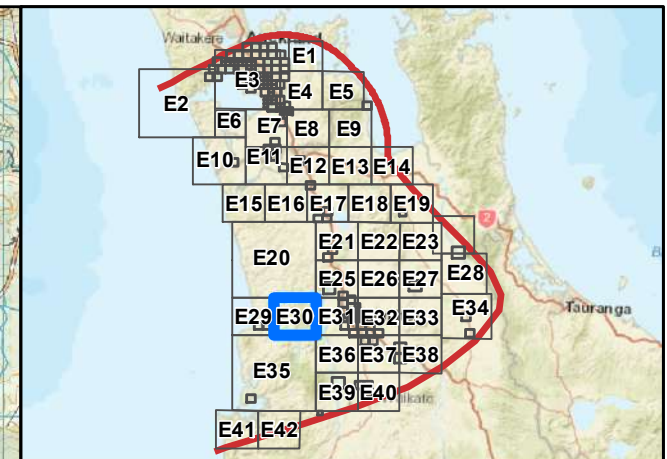 Waitakere
E1
E2
E3
E4 E5
E6
E7 E8 E9
E10 E11 E12 E13 E14
E15 E16 E17 E18 E19
2
E20
E21 E22 E23
E25 E26 E27 E28
E29 E30 E31 E32 E33 E34
Tauranga
E35
E36 E37 E38
E39 E40
E41 E42